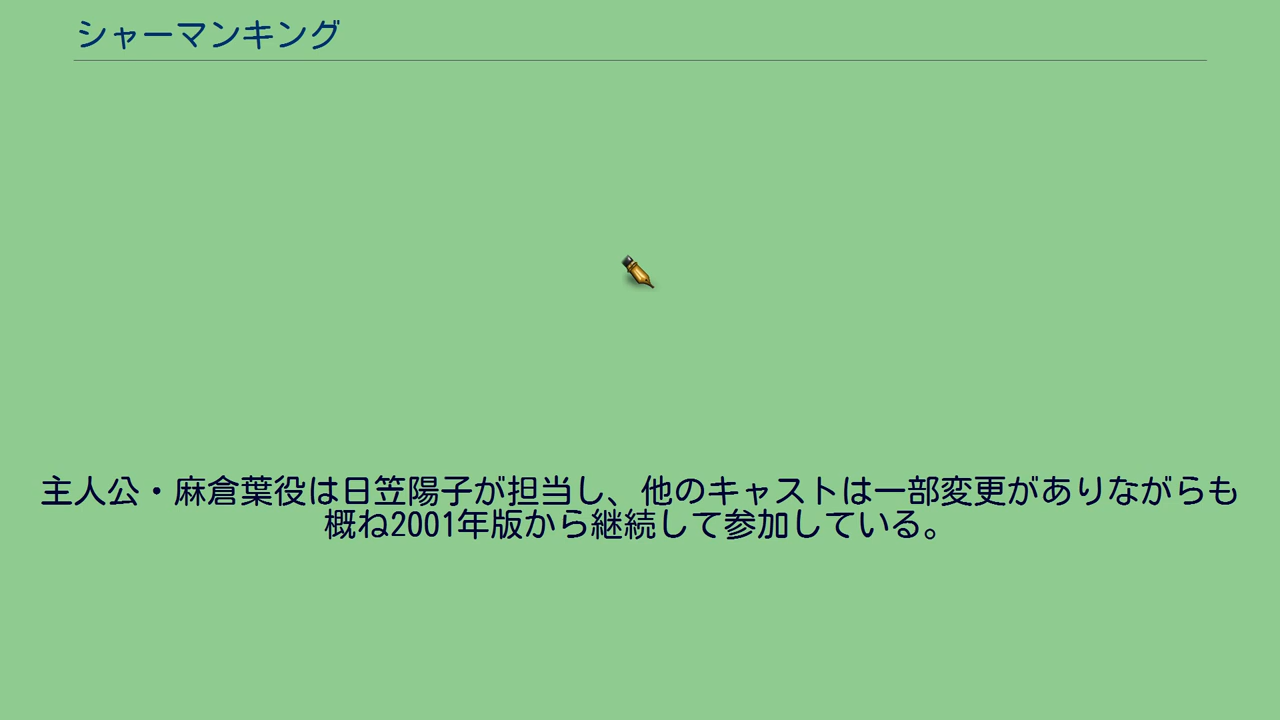 シャーマンキング
主人公・麻倉葉役は日笠陽子が担当し、他のキャストは一部変更がありながらも
概ね2001年版から継続して参加している。